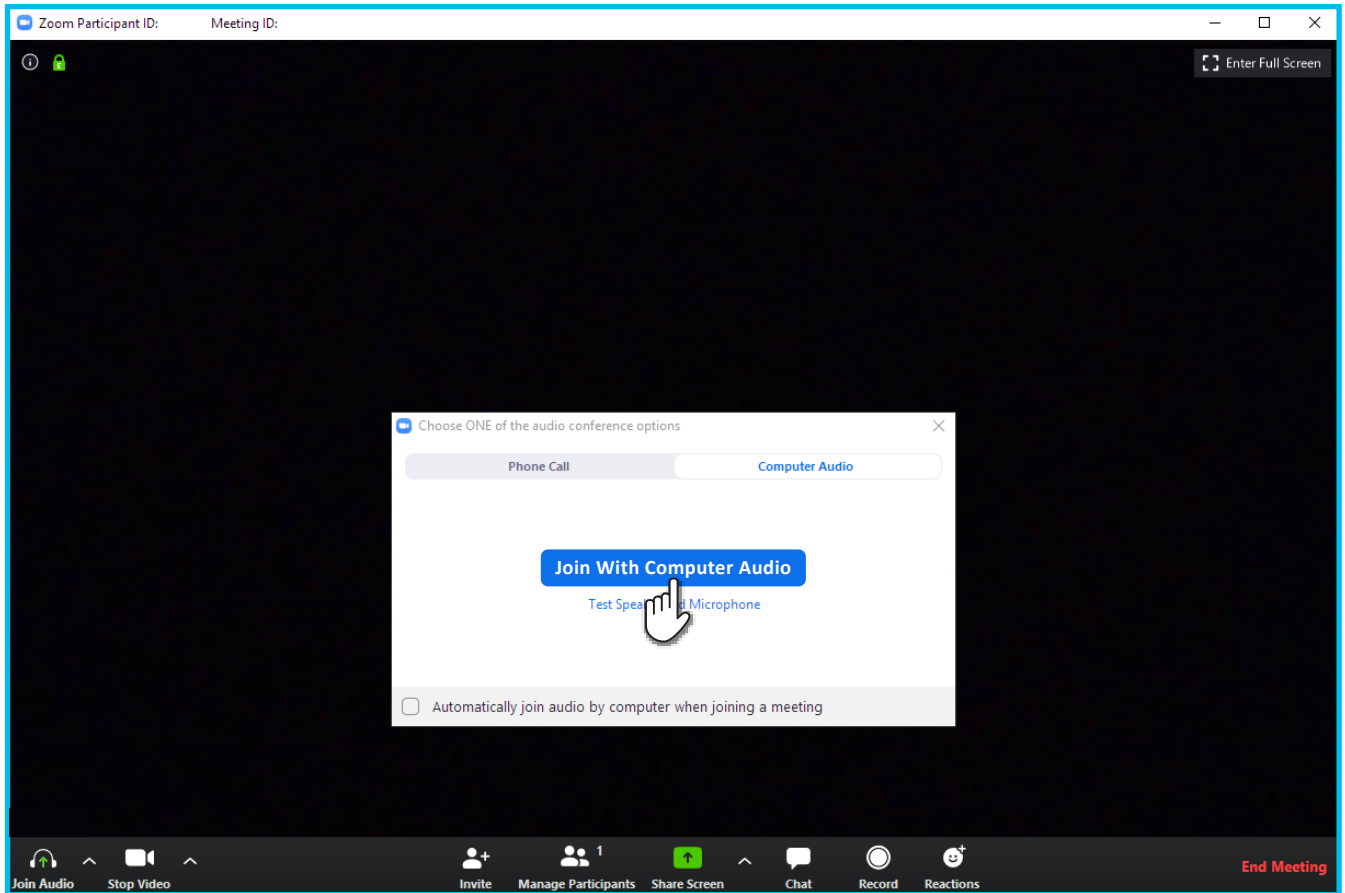 Zoom Participant ID: Meeting ID:
Enter Full Screen
Choose ONE of the audio conference options
Phone Call Computer Audio
Join With Computer Audio
Test Microphone
Automatically join audio by computer when joining a meeting
1
Join Audio Stop Video Invite Manage Participants Share Screen Chat Record Reactions End Meeting